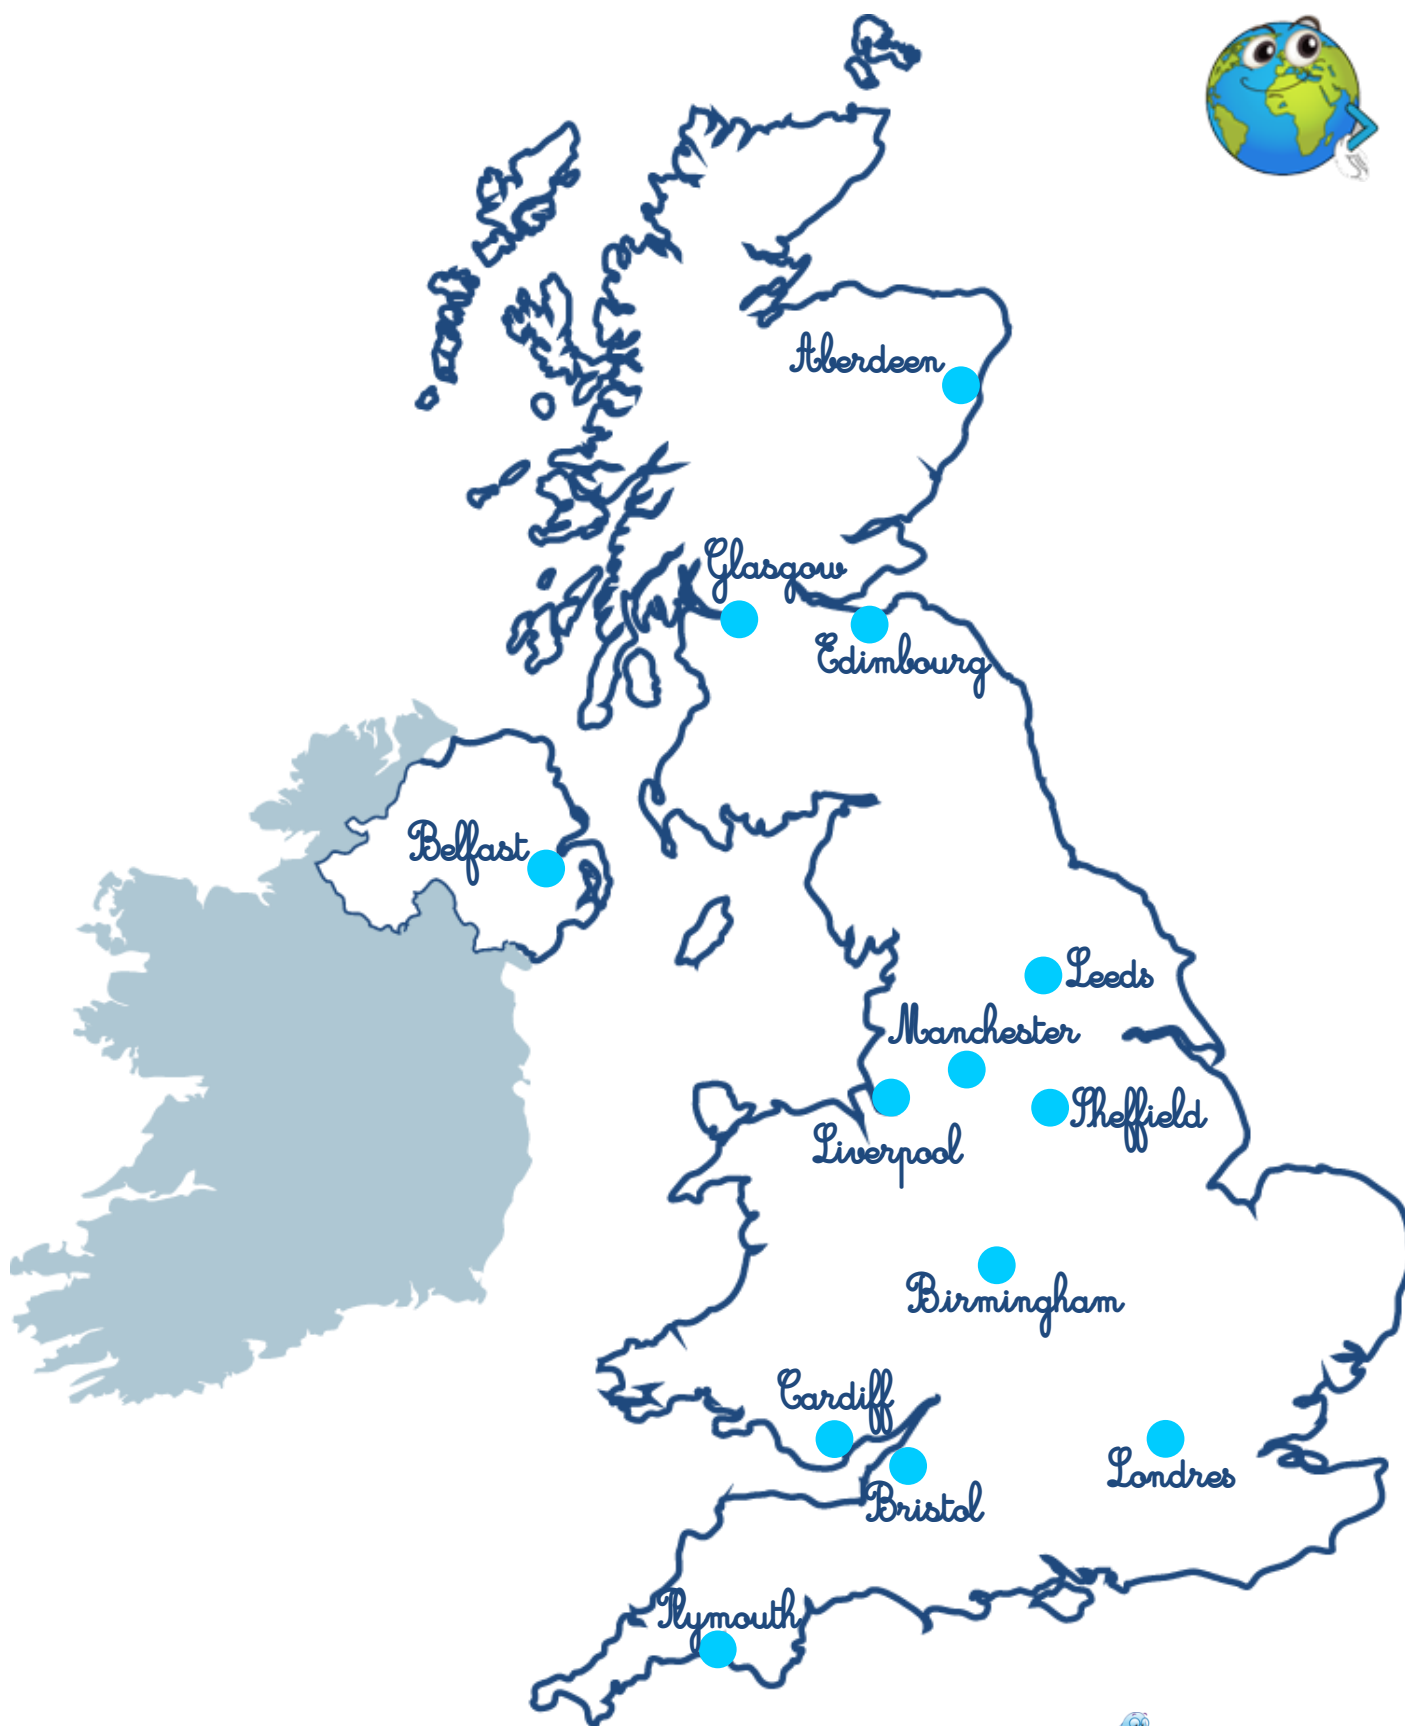 Aberdeen
Glasgow
Edimbourg
Belfast
Leeds
Manchester
Sheffield
Liverpool
Birmingham
Cardiff
Londres
Bristol
Plymouth